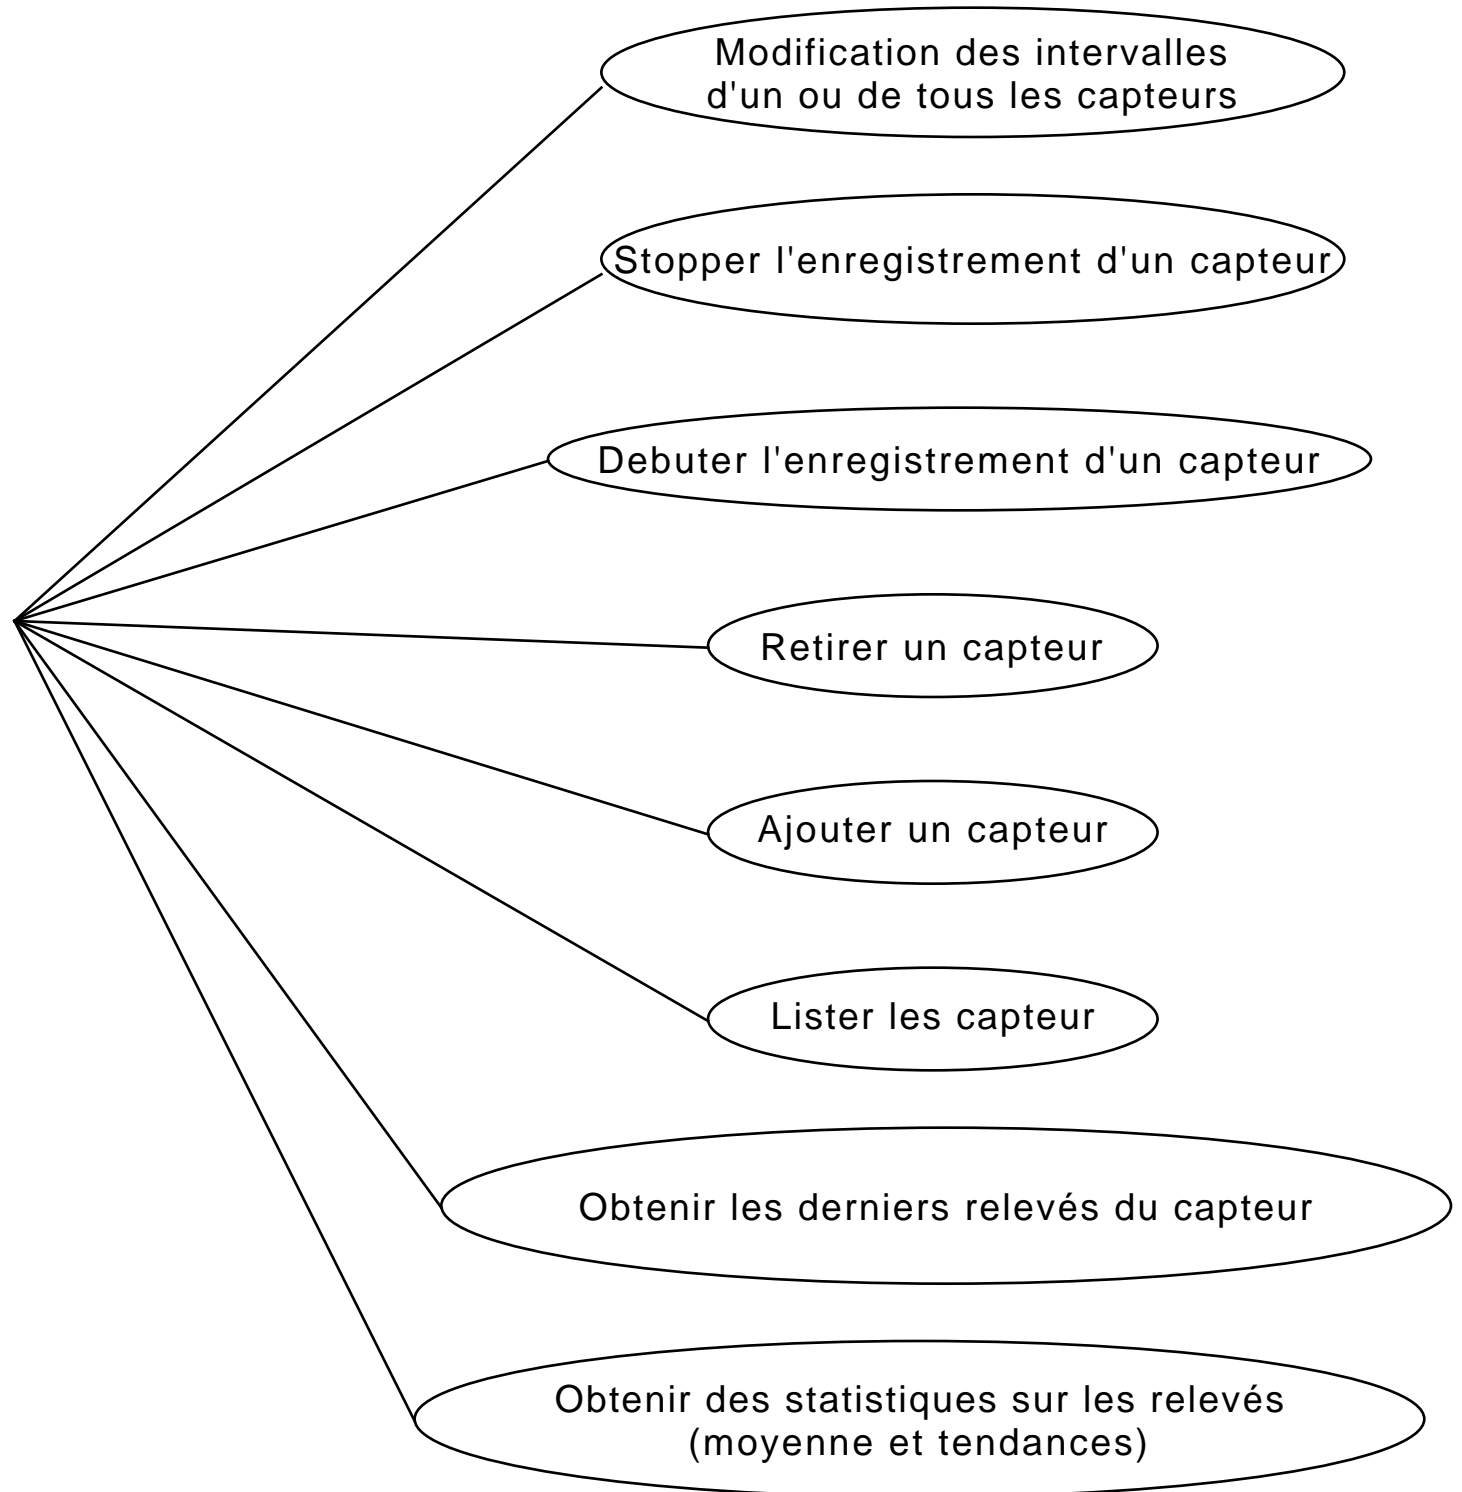 Modification des intervalles
d'un ou de tous les capteurs
Stopper l'enregistrement d'un capteur
Debuter l'enregistrement d'un capteur
Retirer un capteur
Ajouter un capteur
Lister les capteur
Obtenir les derniers relevés du capteur
Obtenir des statistiques sur les relevés
(moyenne et tendances)